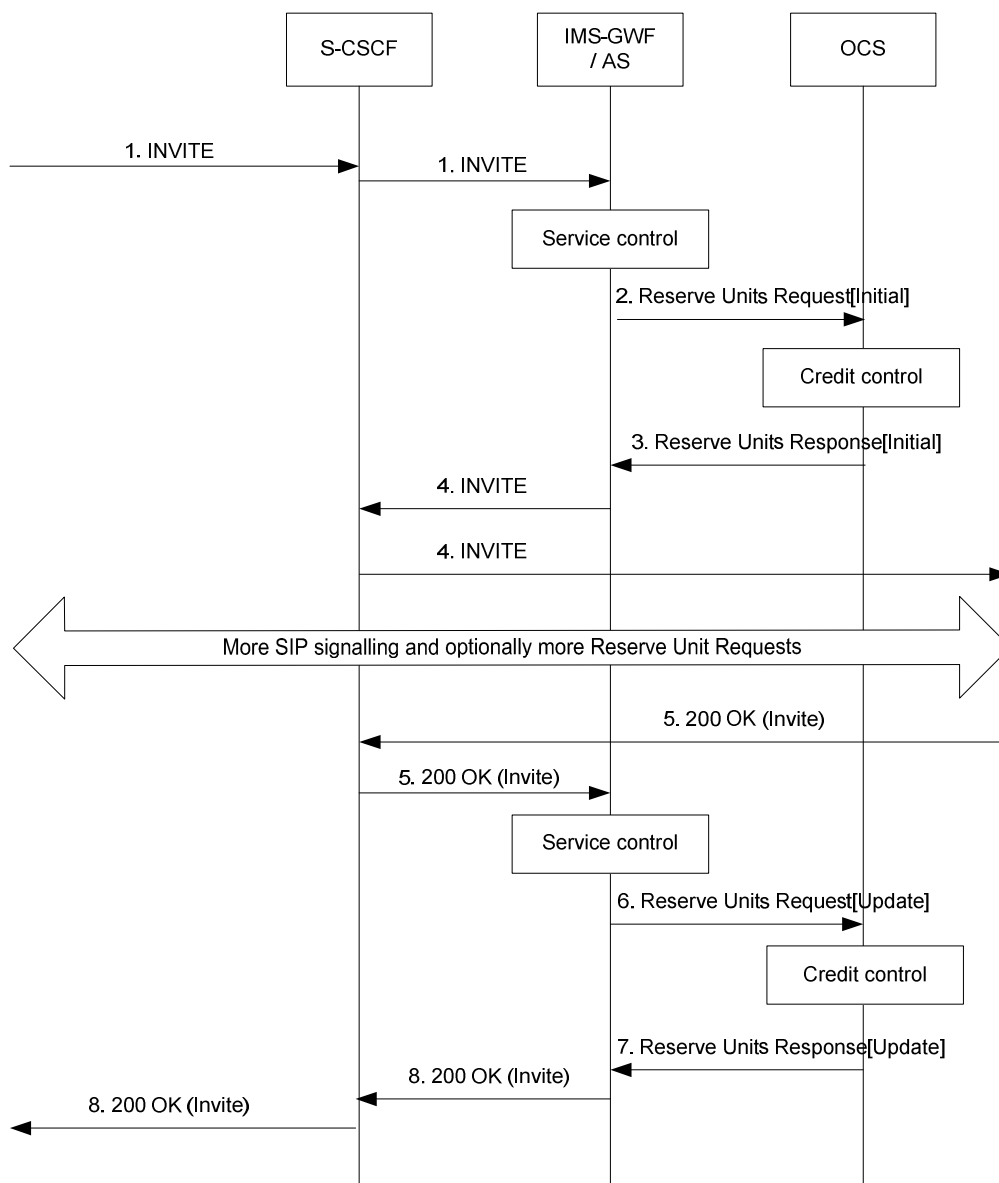 S-CSCF
IMS-GWF
/ AS
OCS
1. INVITE
1. INVITE
Service control
2. Reserve Units Request[Initial]
Credit control
3. Reserve Units Response[Initial]
4. INVITE
4. INVITE
More SIP signalling and optionally more Reserve Unit Requests
5. 200 OK (Invite)
5. 200 OK (Invite)
Service control
6. Reserve Units Request[Update]
Credit control
7. Reserve Units Response[Update]
8. 200 OK (Invite)
8. 200 OK (Invite)